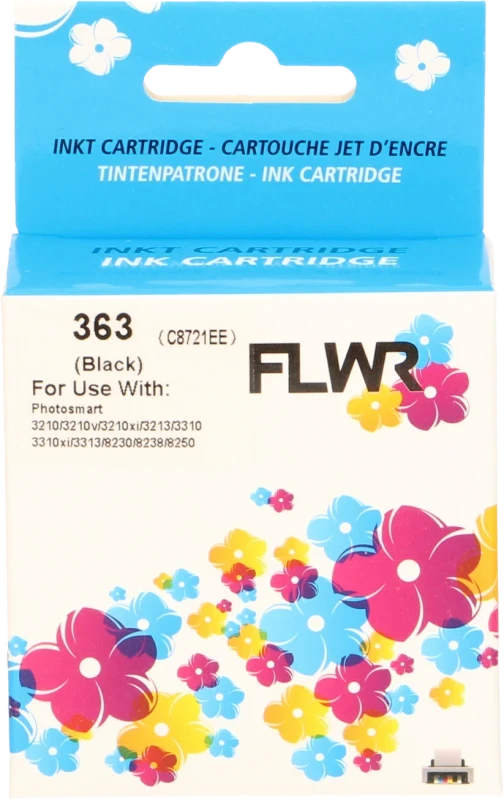 INKT CARTRIDGE - CARTOUCHE JET D'ENCRE
TINTENPATRONE - INK CARTRIDGE
INKT CARTRIDGE
INK CARTRIDGE
363 (C8721EE)
(Black)
FLWR
For Use With:
Photosmart
3210/3210v/3210xi/3213/3310
3310xi/3313/8230/8238/8250